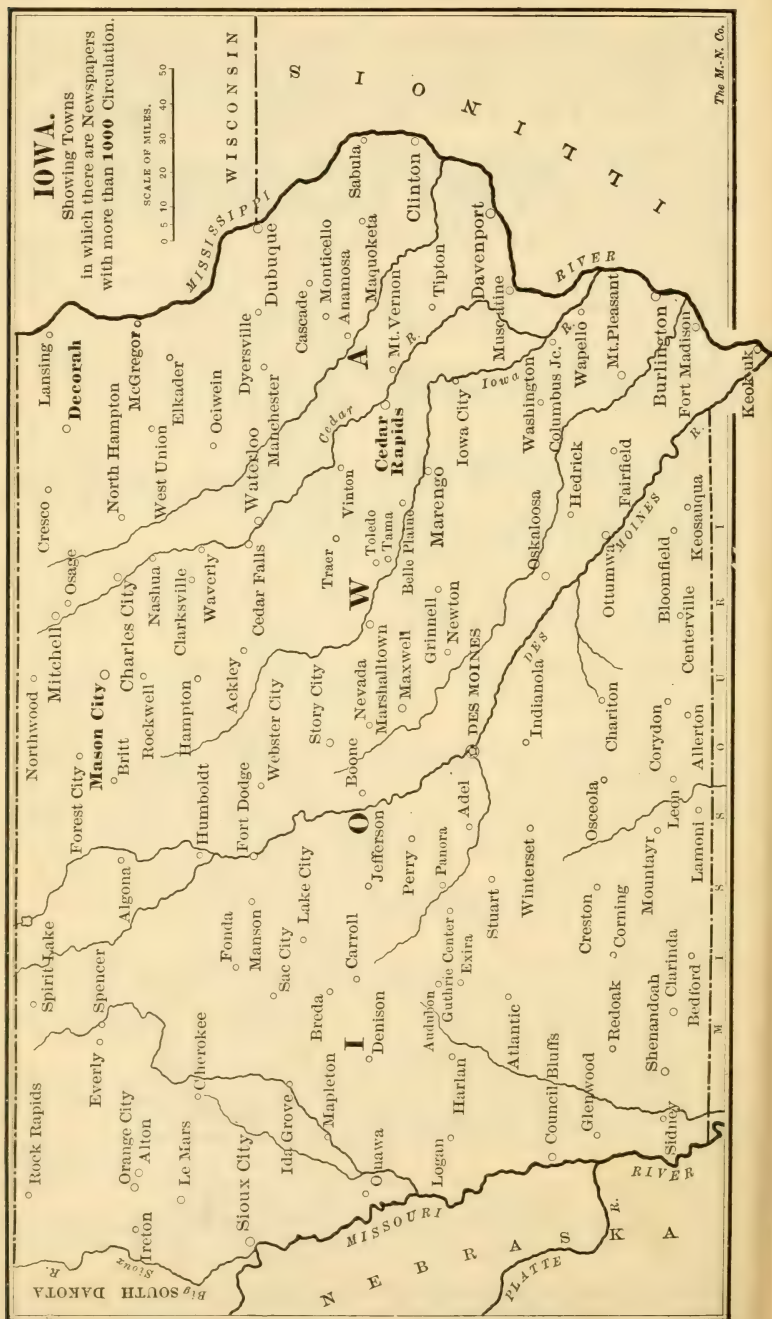 IOWA.
Showing Towns
in which there are Newspapers
with more than 1000 Circulation.
SCALE OF MILES.
0 5 10 20 30 40 50
WISCONSIN
ILLINOIS
MISSISSIPPI
RIVER
SOUTH DAKOTA
Big Sioux R.
NEBRASKA
PLATTE R.
MISSOURI
RIVER
MISSOURI
IOWA
DES MOINES R.
Cedar R.
Iowa R.
Rock Rapids
Spirit Lake
Forest City
Northwood
Mitchell
Osage
Cresco
Decorah
Lansing
Everly
Spencer
Algona
Britt
Mason City
Charles City
North Hampton
McGregor
Orange City
Alton
Ireton
Le Mars
Cherokee
Humboldt
Rockwell
Hampton
Nashua
Clarksville
Waverly
West Union
Elkader
Oelwein
Sioux City
Ida Grove
Fonda
Manson
Fort Dodge
Webster City
Ackley
Cedar Falls
Waterloo
Manchester
Dyersville
Dubuque
Sac City
Lake City
Mapleton
Breda
Story City
Traer
Vinton
Cascade
Monticello
Anamosa
Maquoketa
Sabula
Onawa
Denison
Carroll
Jefferson
Boone
Nevada
Marshalltown
Maxwell
Toledo
Tama
Belle Plaine
Cedar
Rapids
Mt. Vernon
Clinton
Logan
Harlan
Audubon
Guthrie Center
Exira
Panora
Perry
Adel
DES MOINES
Grinnell
Newton
Marengo
Iowa City
Tipton
Davenport
Council Bluffs
Atlantic
Stuart
Winterset
Indianola
Oskaloosa
Washington
Columbus Jc.
Muscatine
Wapello
Glenwood
Redoak
Corning
Creston
Osceola
Chariton
Ottumwa
Hedrick
Fairfield
Mt. Pleasant
Burlington
Sidney
Shenandoah
Clarinda
Bedford
Mountayr
Leon
Lamoni
Corydon
Allerton
Centerville
Bloomfield
Keosauqua
Fort Madison
Keokuk
The M.-N. Co.